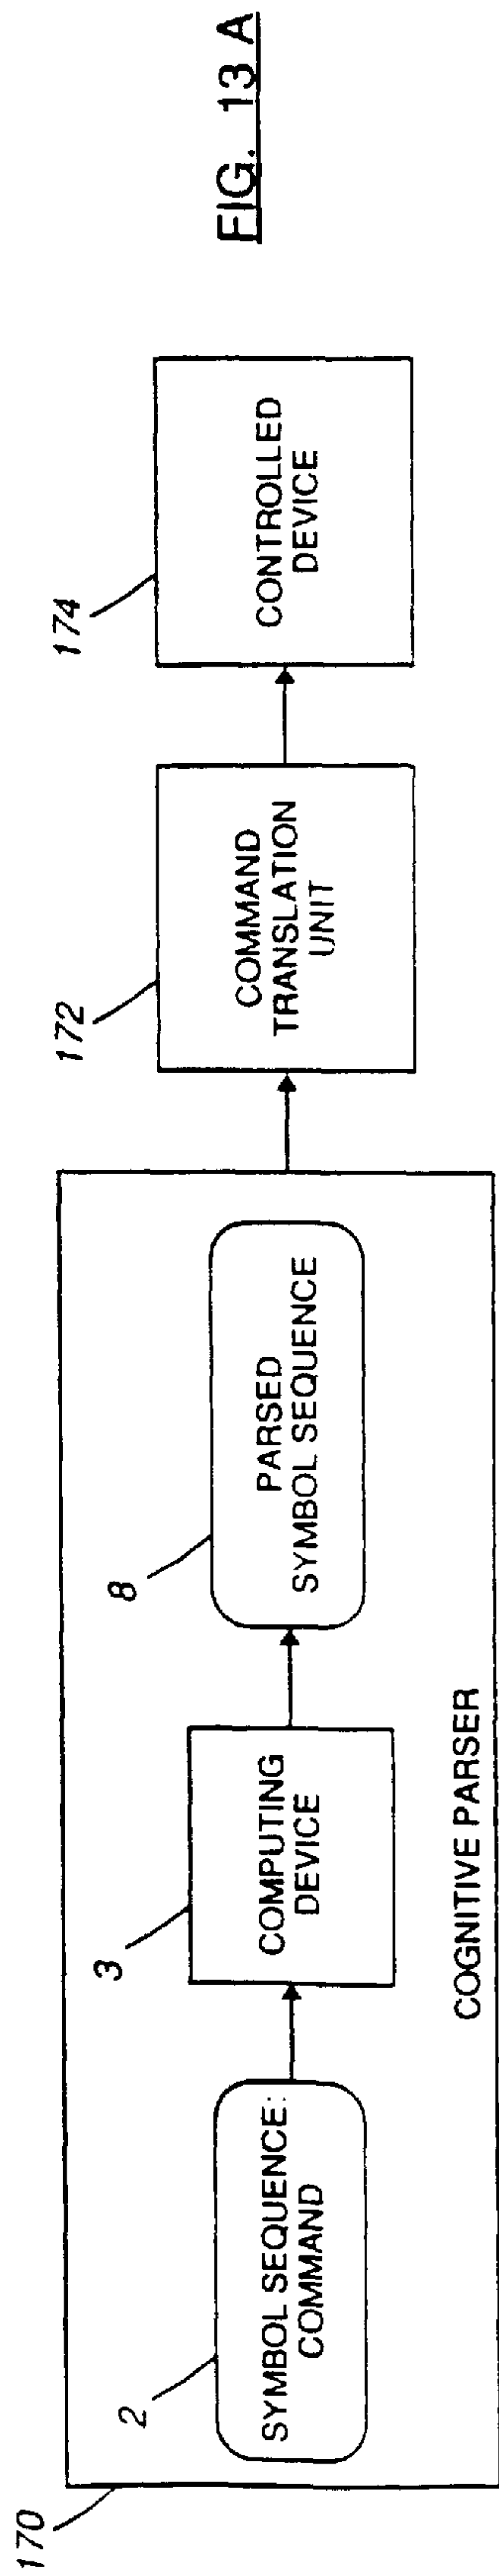 170
2
SYMBOL SEQUENCE:
COMMAND
3
COMPUTING
DEVICE
8
PARSED
SYMBOL SEQUENCE
COGNITIVE PARSER
172
COMMAND
TRANSLATION
UNIT
174
CONTROLLED
DEVICE
FIG. 13 A